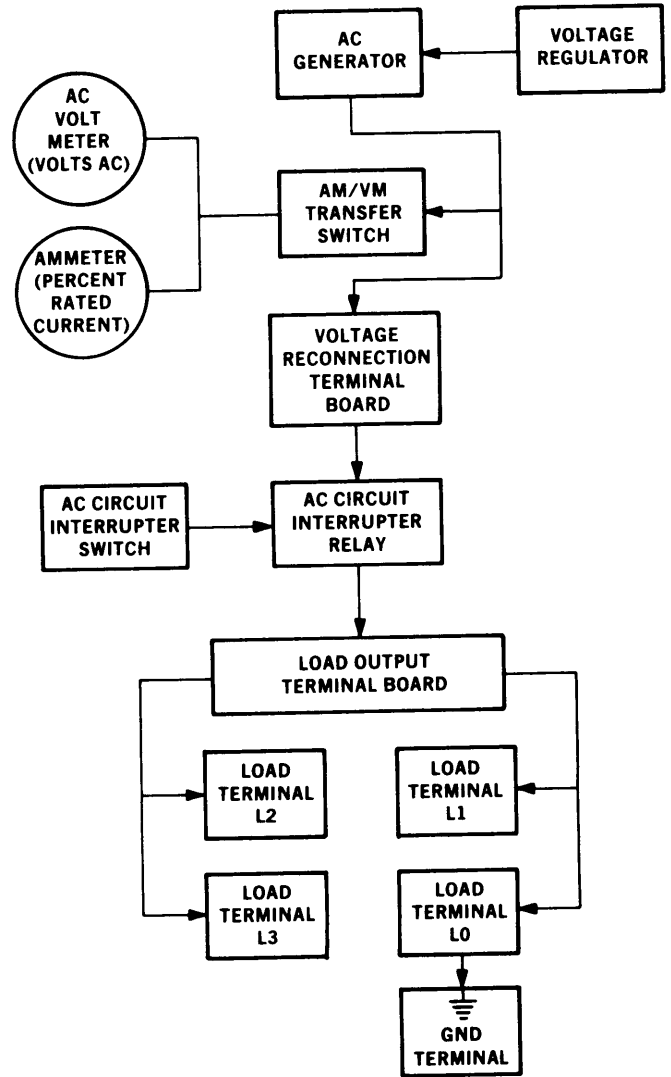 AC
GENERATOR
VOLTAGE
REGULATOR
AC
VOLT
METER
(VOLTS AC)
AM/VM
TRANSFER
SWITCH
AMMETER
(PERCENT
RATED
CURRENT)
VOLTAGE
RECONNECTION
TERMINAL
BOARD
AC CIRCUIT
INTERRUPTER
SWITCH
AC CIRCUIT
INTERRUPTER
RELAY
LOAD OUTPUT
TERMINAL BOARD
LOAD
TERMINAL
L2
LOAD
TERMINAL
L1
LOAD
TERMINAL
L3
LOAD
TERMINAL
L0
GND
TERMINAL